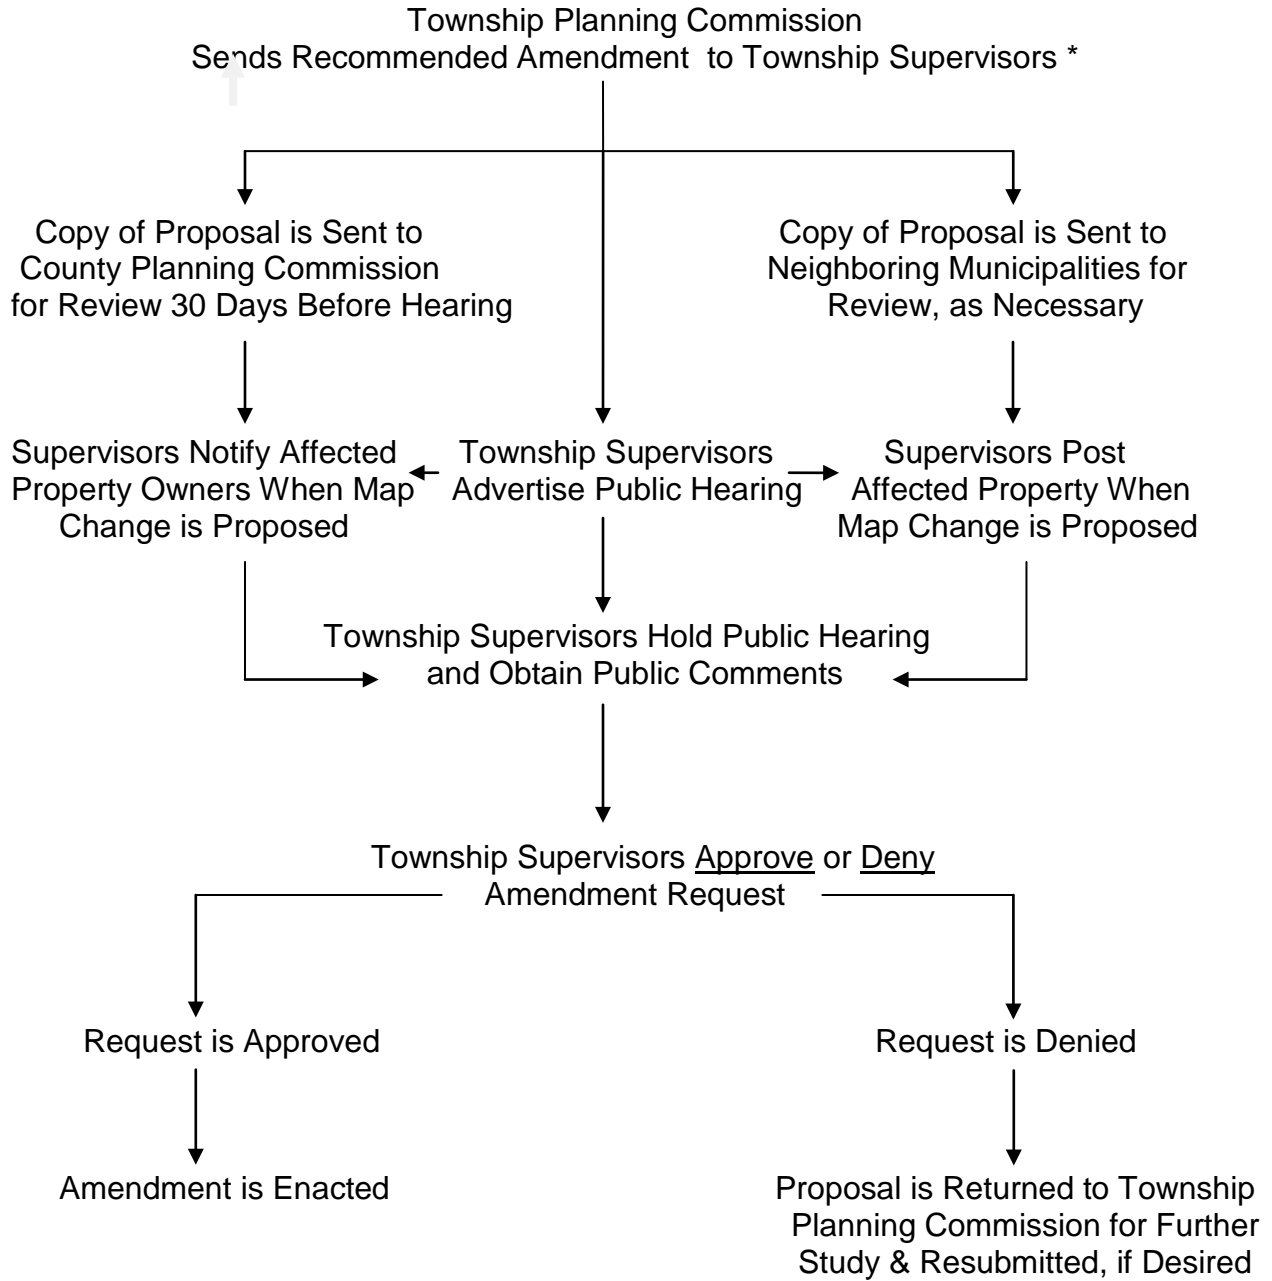 Township Planning Commission
Sends Recommended Amendment to Township Supervisors *
Copy of Proposal is Sent to
County Planning Commission
for Review 30 Days Before Hearing
Copy of Proposal is Sent to
Neighboring Municipalities for
Review, as Necessary
Supervisors Notify Affected
Property Owners When Map
Change is Proposed
Township Supervisors
Advertise Public Hearing
Supervisors Post
Affected Property When
Map Change is Proposed
Township Supervisors Hold Public Hearing
and Obtain Public Comments
Township Supervisors Approve or Deny
Amendment Request
Request is Approved
Request is Denied
Amendment is Enacted
Proposal is Returned to Township
Planning Commission for Further
Study & Resubmitted, if Desired